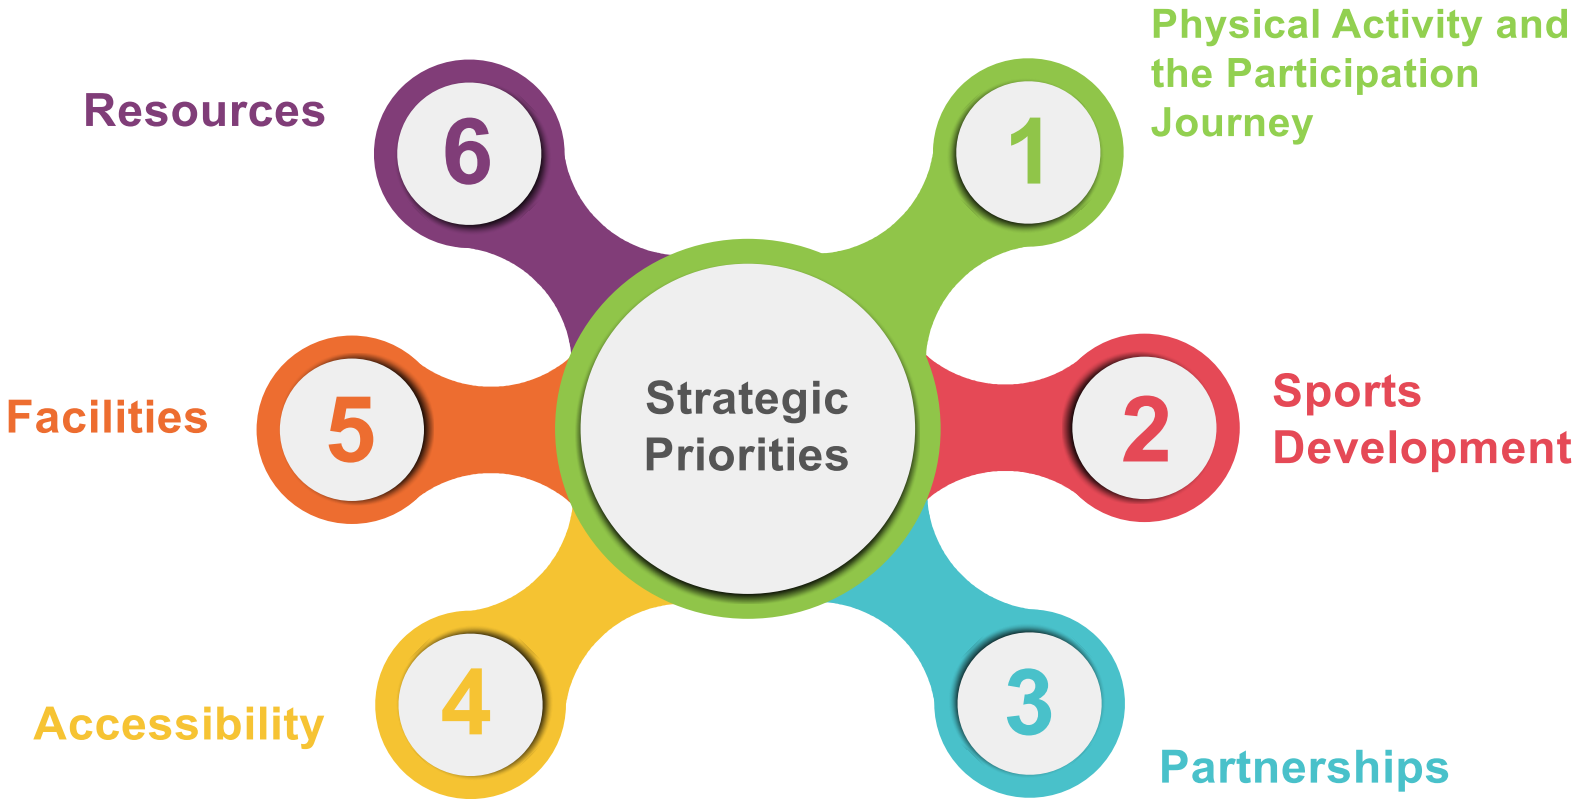 Physical Activity and
the Participation
Journey
1
Sports
Development
2
Partnerships
3
Accessibility
4
Facilities
5
Resources
6
Strategic
Priorities